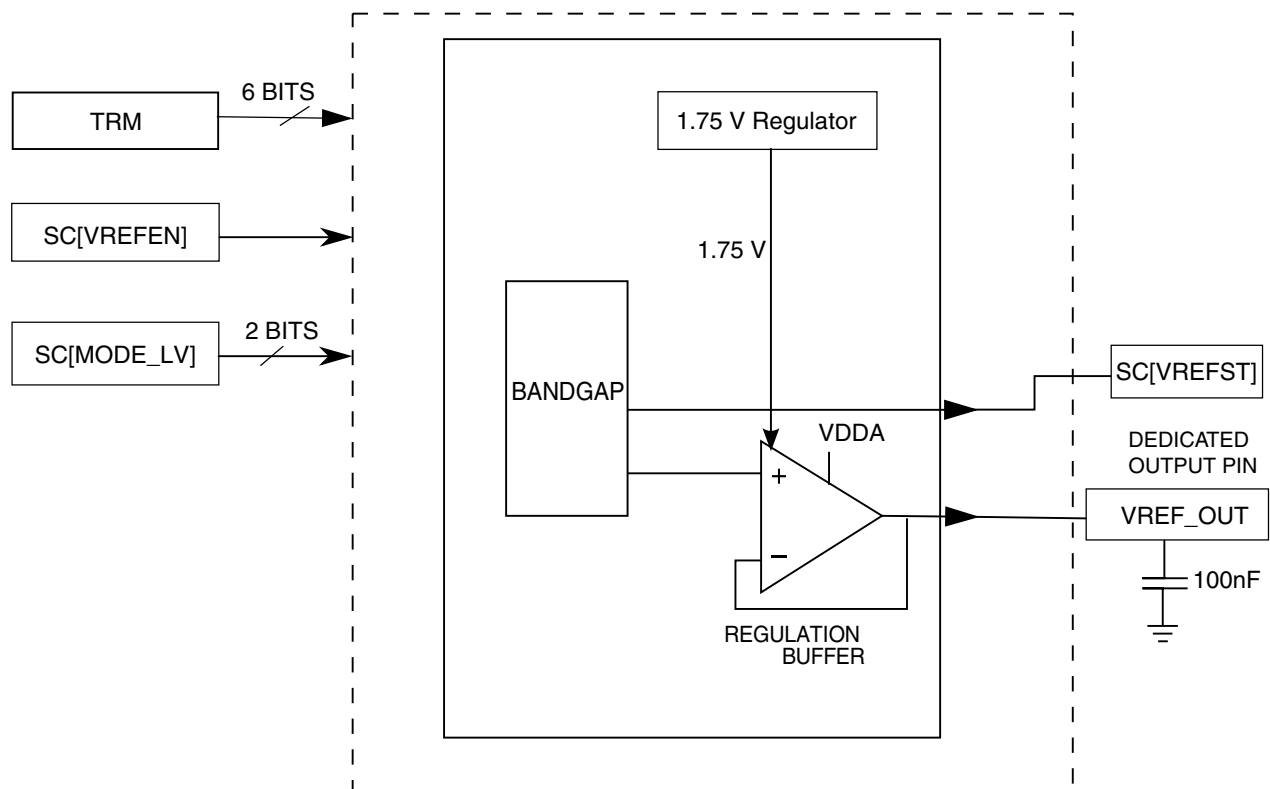 6 BITS
TRM
1.75 V Regulator
SC[VREFEN]
1.75 V
2 BITS
SC[MODE_LV]
BANDGAP
SC[VREFST]
VDDA
DEDICATED
OUTPUT PIN
+
VREF_OUT
–
100nF
REGULATION
BUFFER